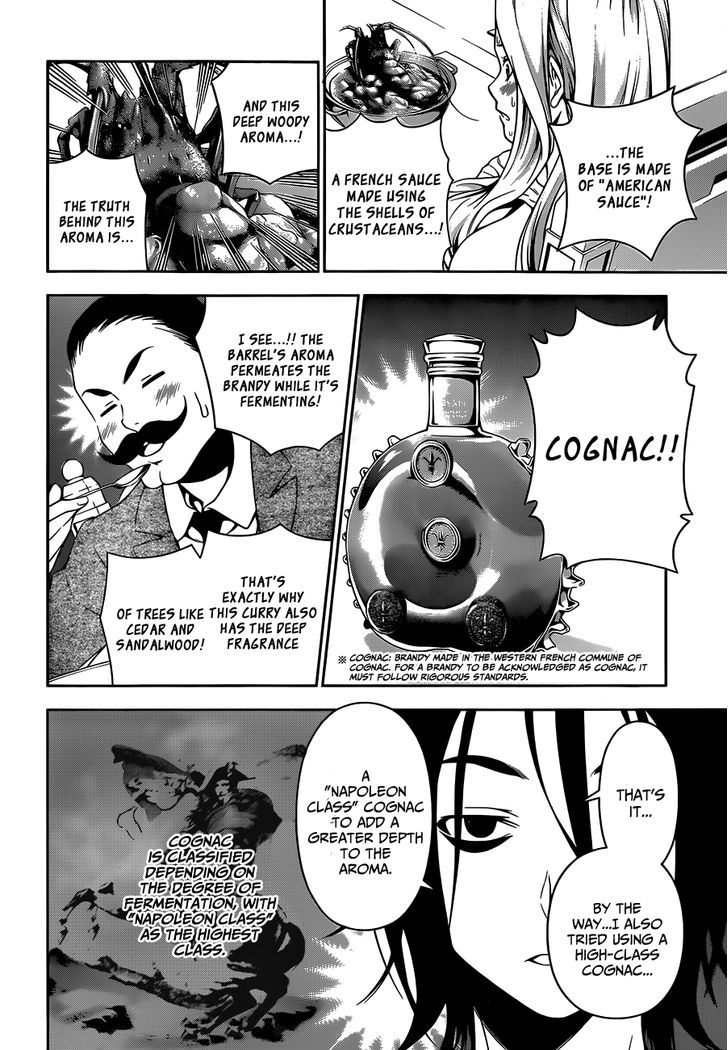 ...THE
BASE IS MADE
OF "AMERICAN
SAUCE"!
A FRENCH SAUCE
MADE USING
THE SHELLS OF
CRUSTACEANS...!
AND THIS
DEEP WOODY
AROMA...!
THE TRUTH
BEHIND THIS
AROMA IS...
COGNAC!!
※ COGNAC: BRANDY MADE IN THE WESTERN FRENCH COMMUNE OF
COGNAC. FOR A BRANDY TO BE ACKNOWLEDGED AS COGNAC, IT
MUST FOLLOW RIGOROUS STANDARDS.
I SEE...!! THE
BARREL'S AROMA
PERMEATES THE
BRANDY WHILE IT'S
FERMENTING!
THAT'S
EXACTLY WHY
THIS CURRY ALSO
HAS THE DEEP
FRAGRANCE
OF TREES LIKE
CEDAR AND
SANDALWOOD!
THAT'S
IT...
BY THE
WAY...I ALSO
TRIED USING A
HIGH-CLASS
COGNAC...
A
"NAPOLEON
CLASS" COGNAC
TO ADD A
GREATER DEPTH
TO THE
AROMA.
COGNAC
IS CLASSIFIED
DEPENDING ON
THE DEGREE OF
FERMENTATION, WITH
"NAPOLEON CLASS"
AS THE HIGHEST
CLASS.